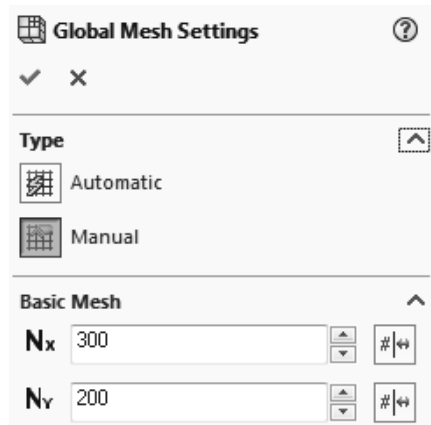 Global Mesh Settings ?
Type
Automatic
Manual
Basic Mesh
Nx 300 #
NY 200 #